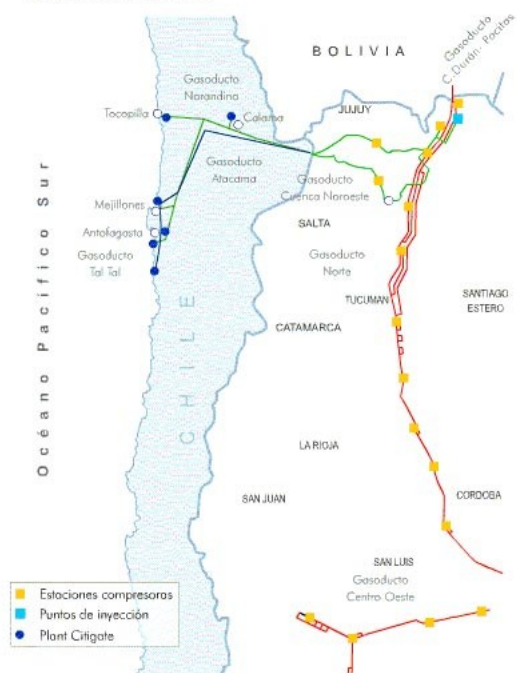 BOLIVIA
Gasoducto
C. Durán - Pocitos
Gasoducto
Norandino
Tocopilla
Calama
JUJUY
Gasoducto
Atacama
Gasoducto
Cuenca Noroeste
Mejillones
SALTA
Antofagasta
Gasoducto
Tal Tal
Gasoducto
Norte
TUCUMAN
SANTIAGO
ESTERO
CATAMARCA
Océano Pacífico Sur
CHILE
LA RIOJA
SAN JUAN
CORDOBA
SAN LUIS
Gasoducto
Centro Oeste
Estaciones compresoras
Puntos de inyección
Plant Citigate